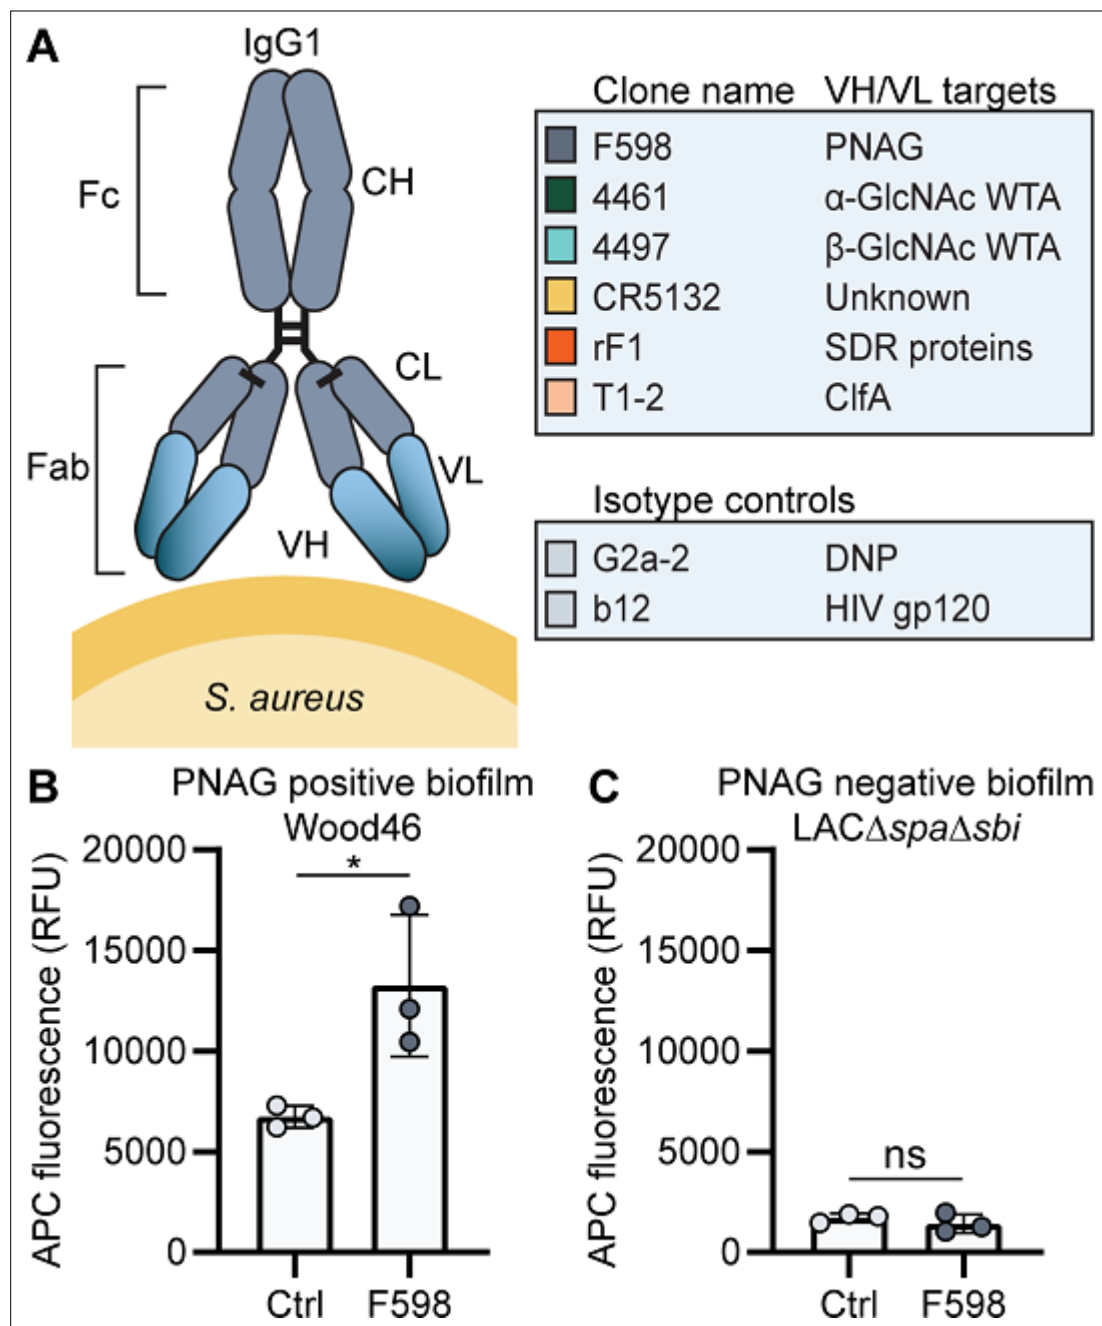 A
IgG1
Fc
CH
CL
Fab
VL
VH
S. aureus
Clone name VH/VL targets
F598 PNAG
4461 α-GlcNAc WTA
4497 β-GlcNAc WTA
CR5132 Unknown
rF1 SDR proteins
T1-2 ClfA
Isotype controls
G2a-2 DNP
b12 HIV gp120
B PNAG positive biofilm
Wood46
APC fluorescence (RFU)
20000
15000
10000
5000
0
*
Ctrl F598
C PNAG negative biofilm
LACΔspaΔsbi
APC fluorescence (RFU)
20000
15000
10000
5000
0
ns
Ctrl F598